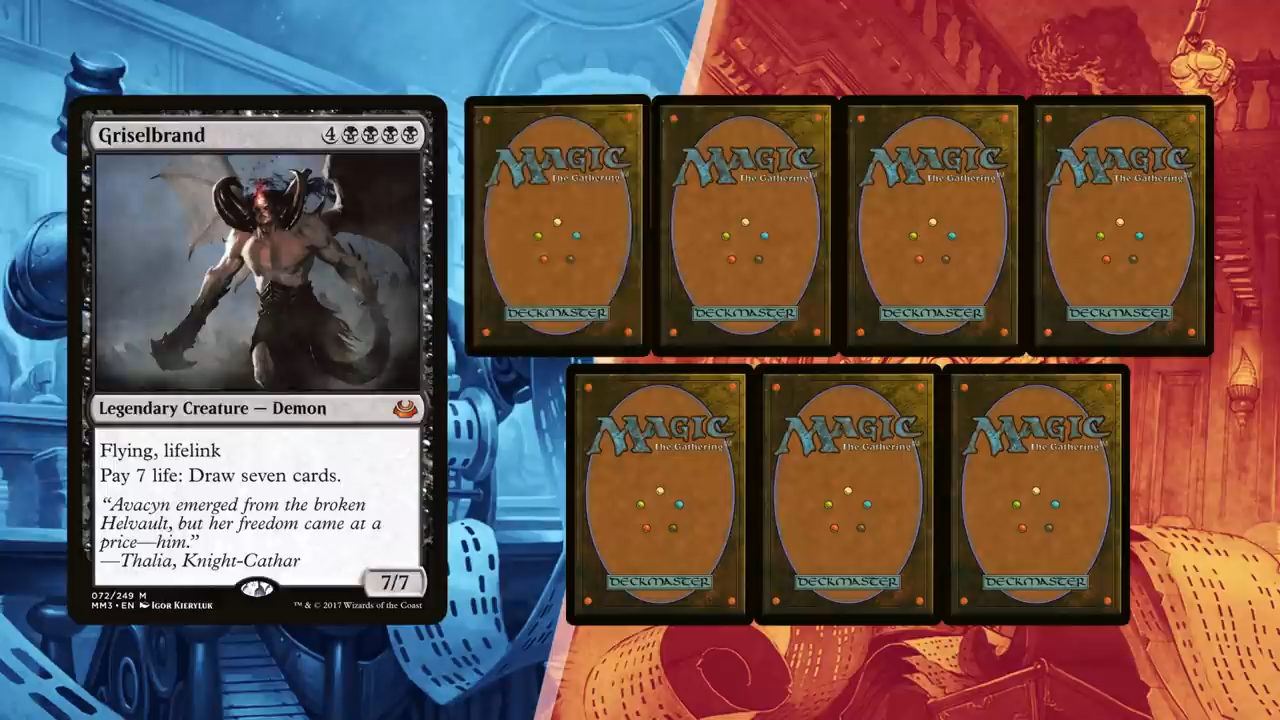 Griselbrand 4
Legendary Creature — Demon
Flying, lifelink
Pay 7 life: Draw seven cards.
“Avacyn emerged from the broken
Helvault, but her freedom came at a
price—him.”
—Thalia, Knight-Cathar
7/7
072/249 M
MM3 • EN Igor Kieryluk
™ & © 2017 Wizards of the Coast
MAGIC
The Gathering
DECKMASTER
MAGIC
The Gathering
DECKMASTER
MAGIC
The Gathering
DECKMASTER
MAGIC
The Gathering
DECKMASTER
MAGIC
The Gathering
DECKMASTER
MAGIC
The Gathering
DECKMASTER
MAGIC
The Gathering
DECKMASTER